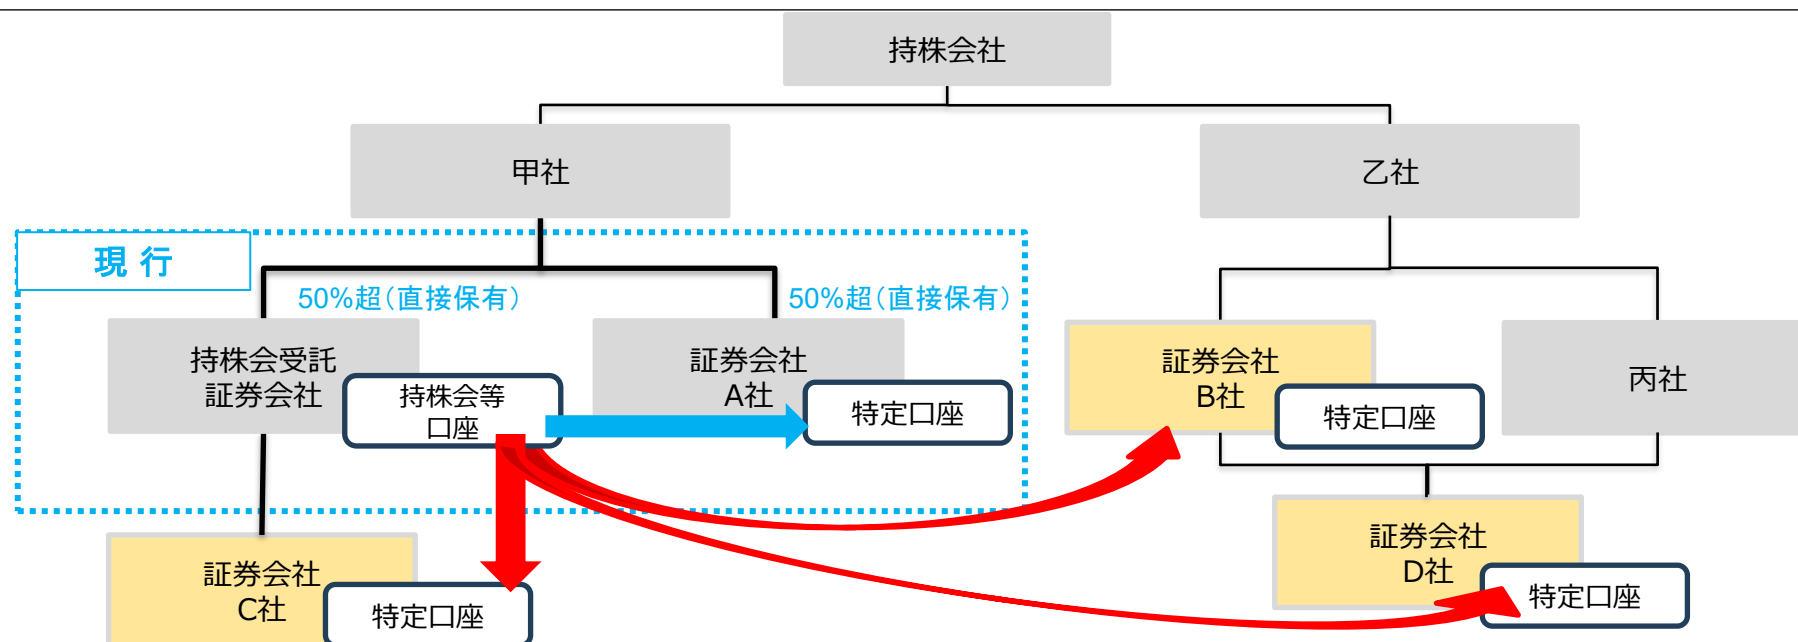 持株会社
甲社
乙社
現 行
50%超（直接保有）
50%超（直接保有）
持株会受託
証券会社
持株会等
口座
証券会社
A社
特定口座
証券会社
B社
特定口座
丙社
証券会社
C社
特定口座
証券会社
D社
特定口座